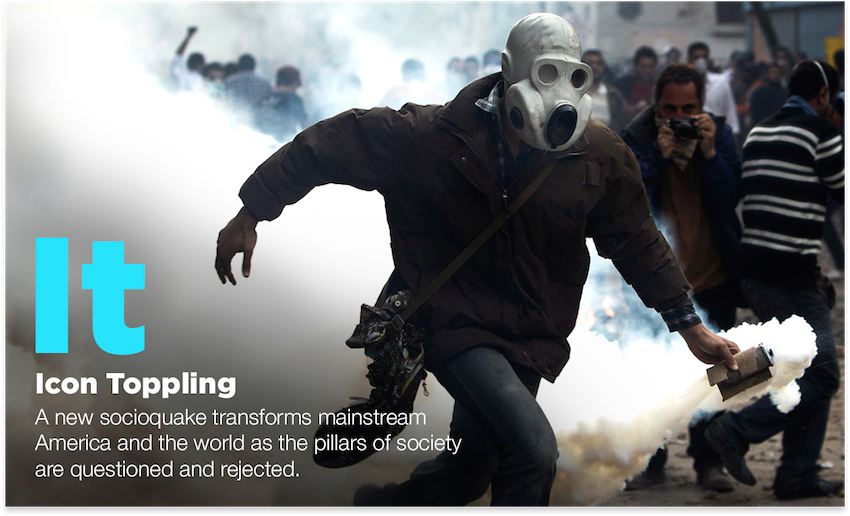 It
Icon Toppling
A new socioquake transforms mainstream
America and the world as the pillars of society
are questioned and rejected.